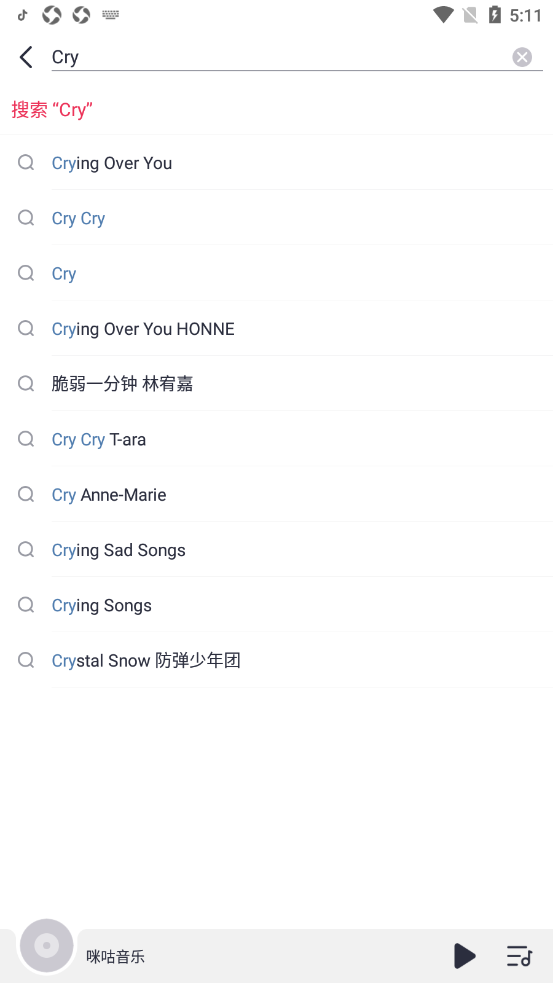 5:11
Cry
搜索 “Cry”
Crying Over You
Cry Cry
Cry
Crying Over You HONNE
脆弱一分钟 林宥嘉
Cry Cry T-ara
Cry Anne-Marie
Crying Sad Songs
Crying Songs
Crystal Snow 防弹少年团
咪咕音乐